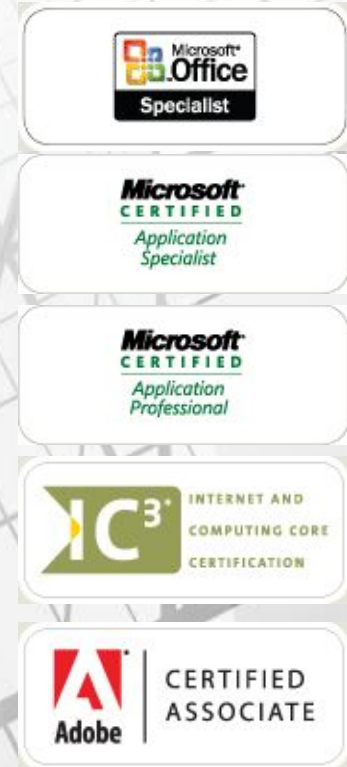 Microsoft®
Office
Specialist
Microsoft
CERTIFIED
Application
Specialist
Microsoft
CERTIFIED
Application
Professional
IC³
INTERNET AND
COMPUTING CORE
CERTIFICATION
Adobe
CERTIFIED
ASSOCIATE